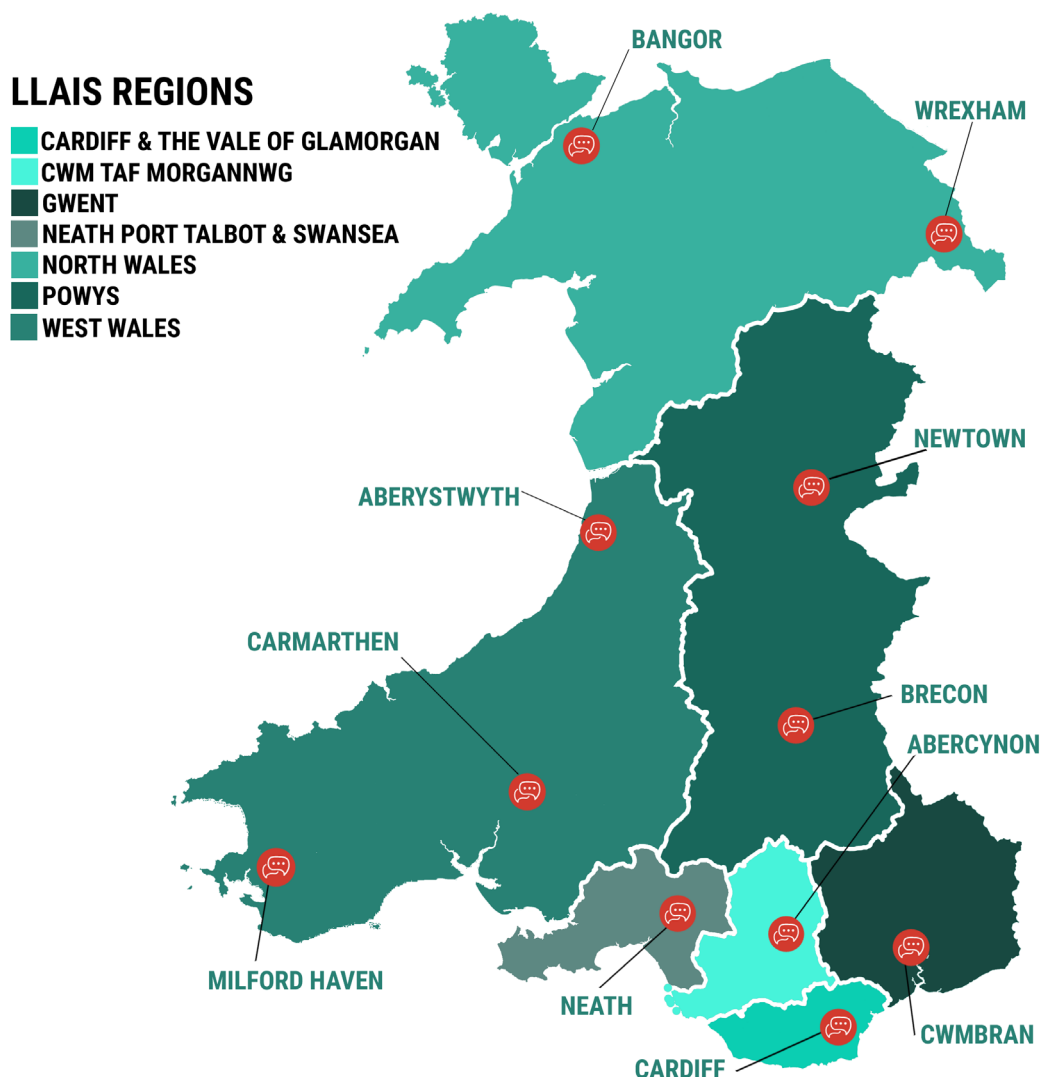 BANGOR
LLAIS REGIONS
WREXHAM
CARDIFF & THE VALE OF GLAMORGAN
CWM TAF MORGANNWG
GWENT
NEATH PORT TALBOT & SWANSEA
NORTH WALES
POWYS
WEST WALES
NEWTOWN
ABERYSTWYTH
CARMARTHEN
BRECON
ABERCYNON
MILFORD HAVEN
NEATH
CWMBRAN
CARDIFF